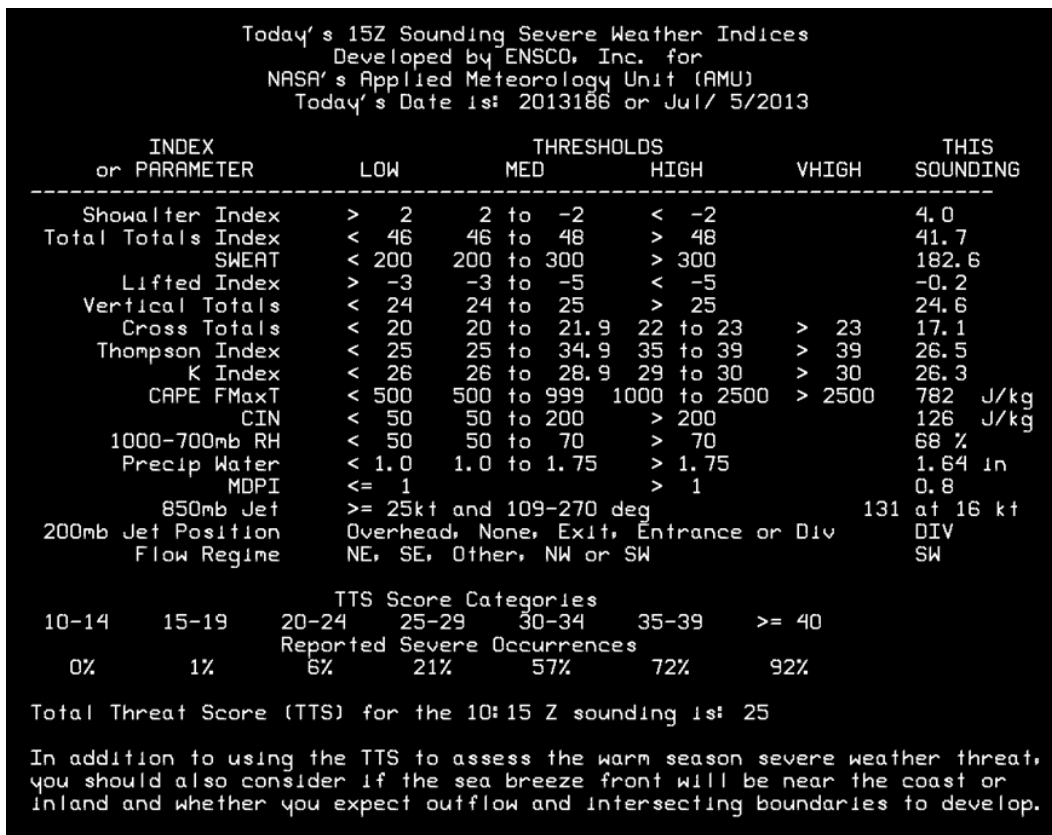 Today's 15Z Sounding Severe Weather Indices
Developed by ENSCO, Inc. for
NASA's Applied Meteorology Unit (AMU)
Today's Date is: 2013186 or Jul/ 5/2013
INDEX THRESHOLDS THIS
or PARAMETER LOW MED HIGH VHIGH SOUNDING
--------------------------------------------------------------------------
Showalter Index > 2 2 to -2 < -2 4.0
Total Totals Index < 46 46 to 48 > 48 41.7
SWEAT < 200 200 to 300 > 300 182.6
Lifted Index > -3 -3 to -5 < -5 -0.2
Vertical Totals < 24 24 to 25 > 25 24.6
Cross Totals < 20 20 to 21.9 22 to 23 > 23 17.1
Thompson Index < 25 25 to 34.9 35 to 39 > 39 26.5
K Index < 26 26 to 28.9 29 to 30 > 30 26.3
CAPE FMaxT < 500 500 to 999 1000 to 2500 > 2500 782 J/kg
CIN < 50 50 to 200 > 200 126 J/kg
1000-700mb RH < 50 50 to 70 > 70 68 %
Precip Water < 1.0 1.0 to 1.75 > 1.75 1.64 in
MDPI <= 1 > 1 0.8
850mb Jet >= 25kt and 109-270 deg 131 at 16 kt
200mb Jet Position Overhead, None, Exit, Entrance or Div DIV
Flow Regime NE, SE, Other, NW or SW SW
TTS Score Categories
10-14 15-19 20-24 25-29 30-34 35-39 >= 40
Reported Severe Occurrences
0% 1% 6% 21% 57% 72% 92%
Total Threat Score (TTS) for the 10:15 Z sounding is: 25
In addition to using the TTS to assess the warm season severe weather threat,
you should also consider if the sea breeze front will be near the coast or
inland and whether you expect outflow and intersecting boundaries to develop.